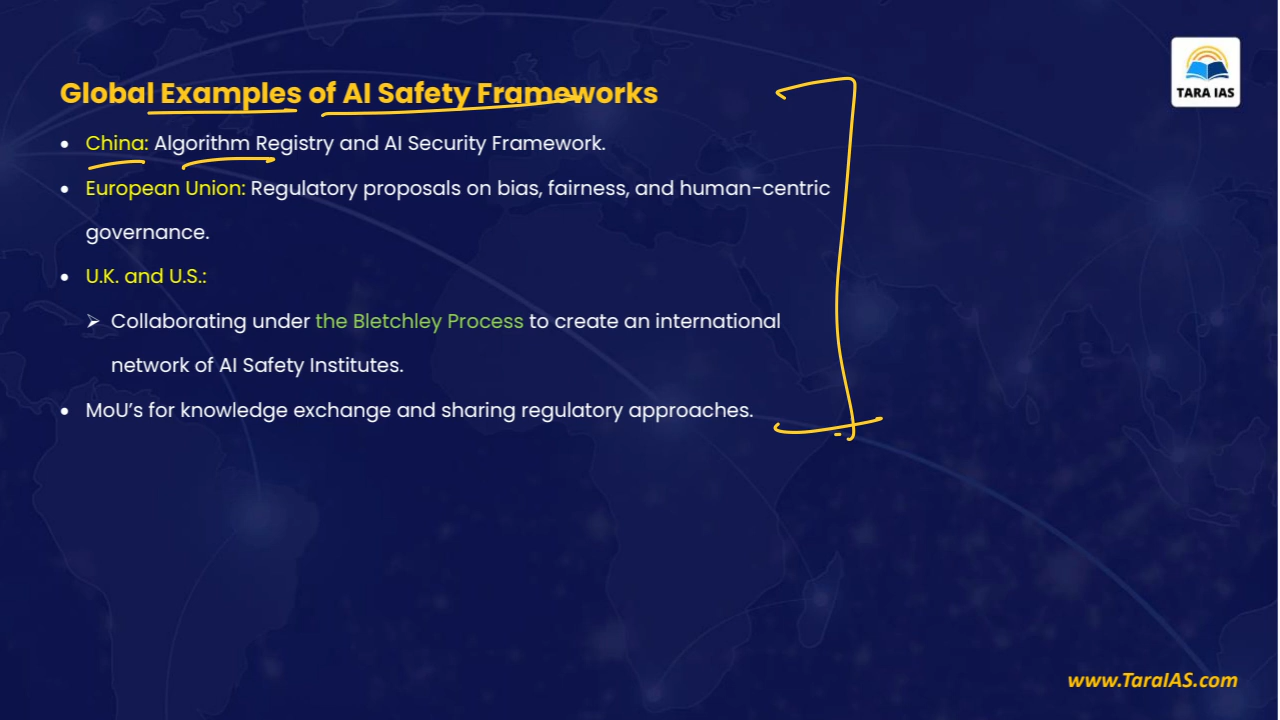 Global Examples of AI Safety Frameworks
TARA IAS
• China: Algorithm Registry and AI Security Framework.
• European Union: Regulatory proposals on bias, fairness, and human-centric
governance.
• U.K. and U.S.:
➢ Collaborating under the Bletchley Process to create an international
network of AI Safety Institutes.
• MoU’s for knowledge exchange and sharing regulatory approaches.
www.TaraIAS.com